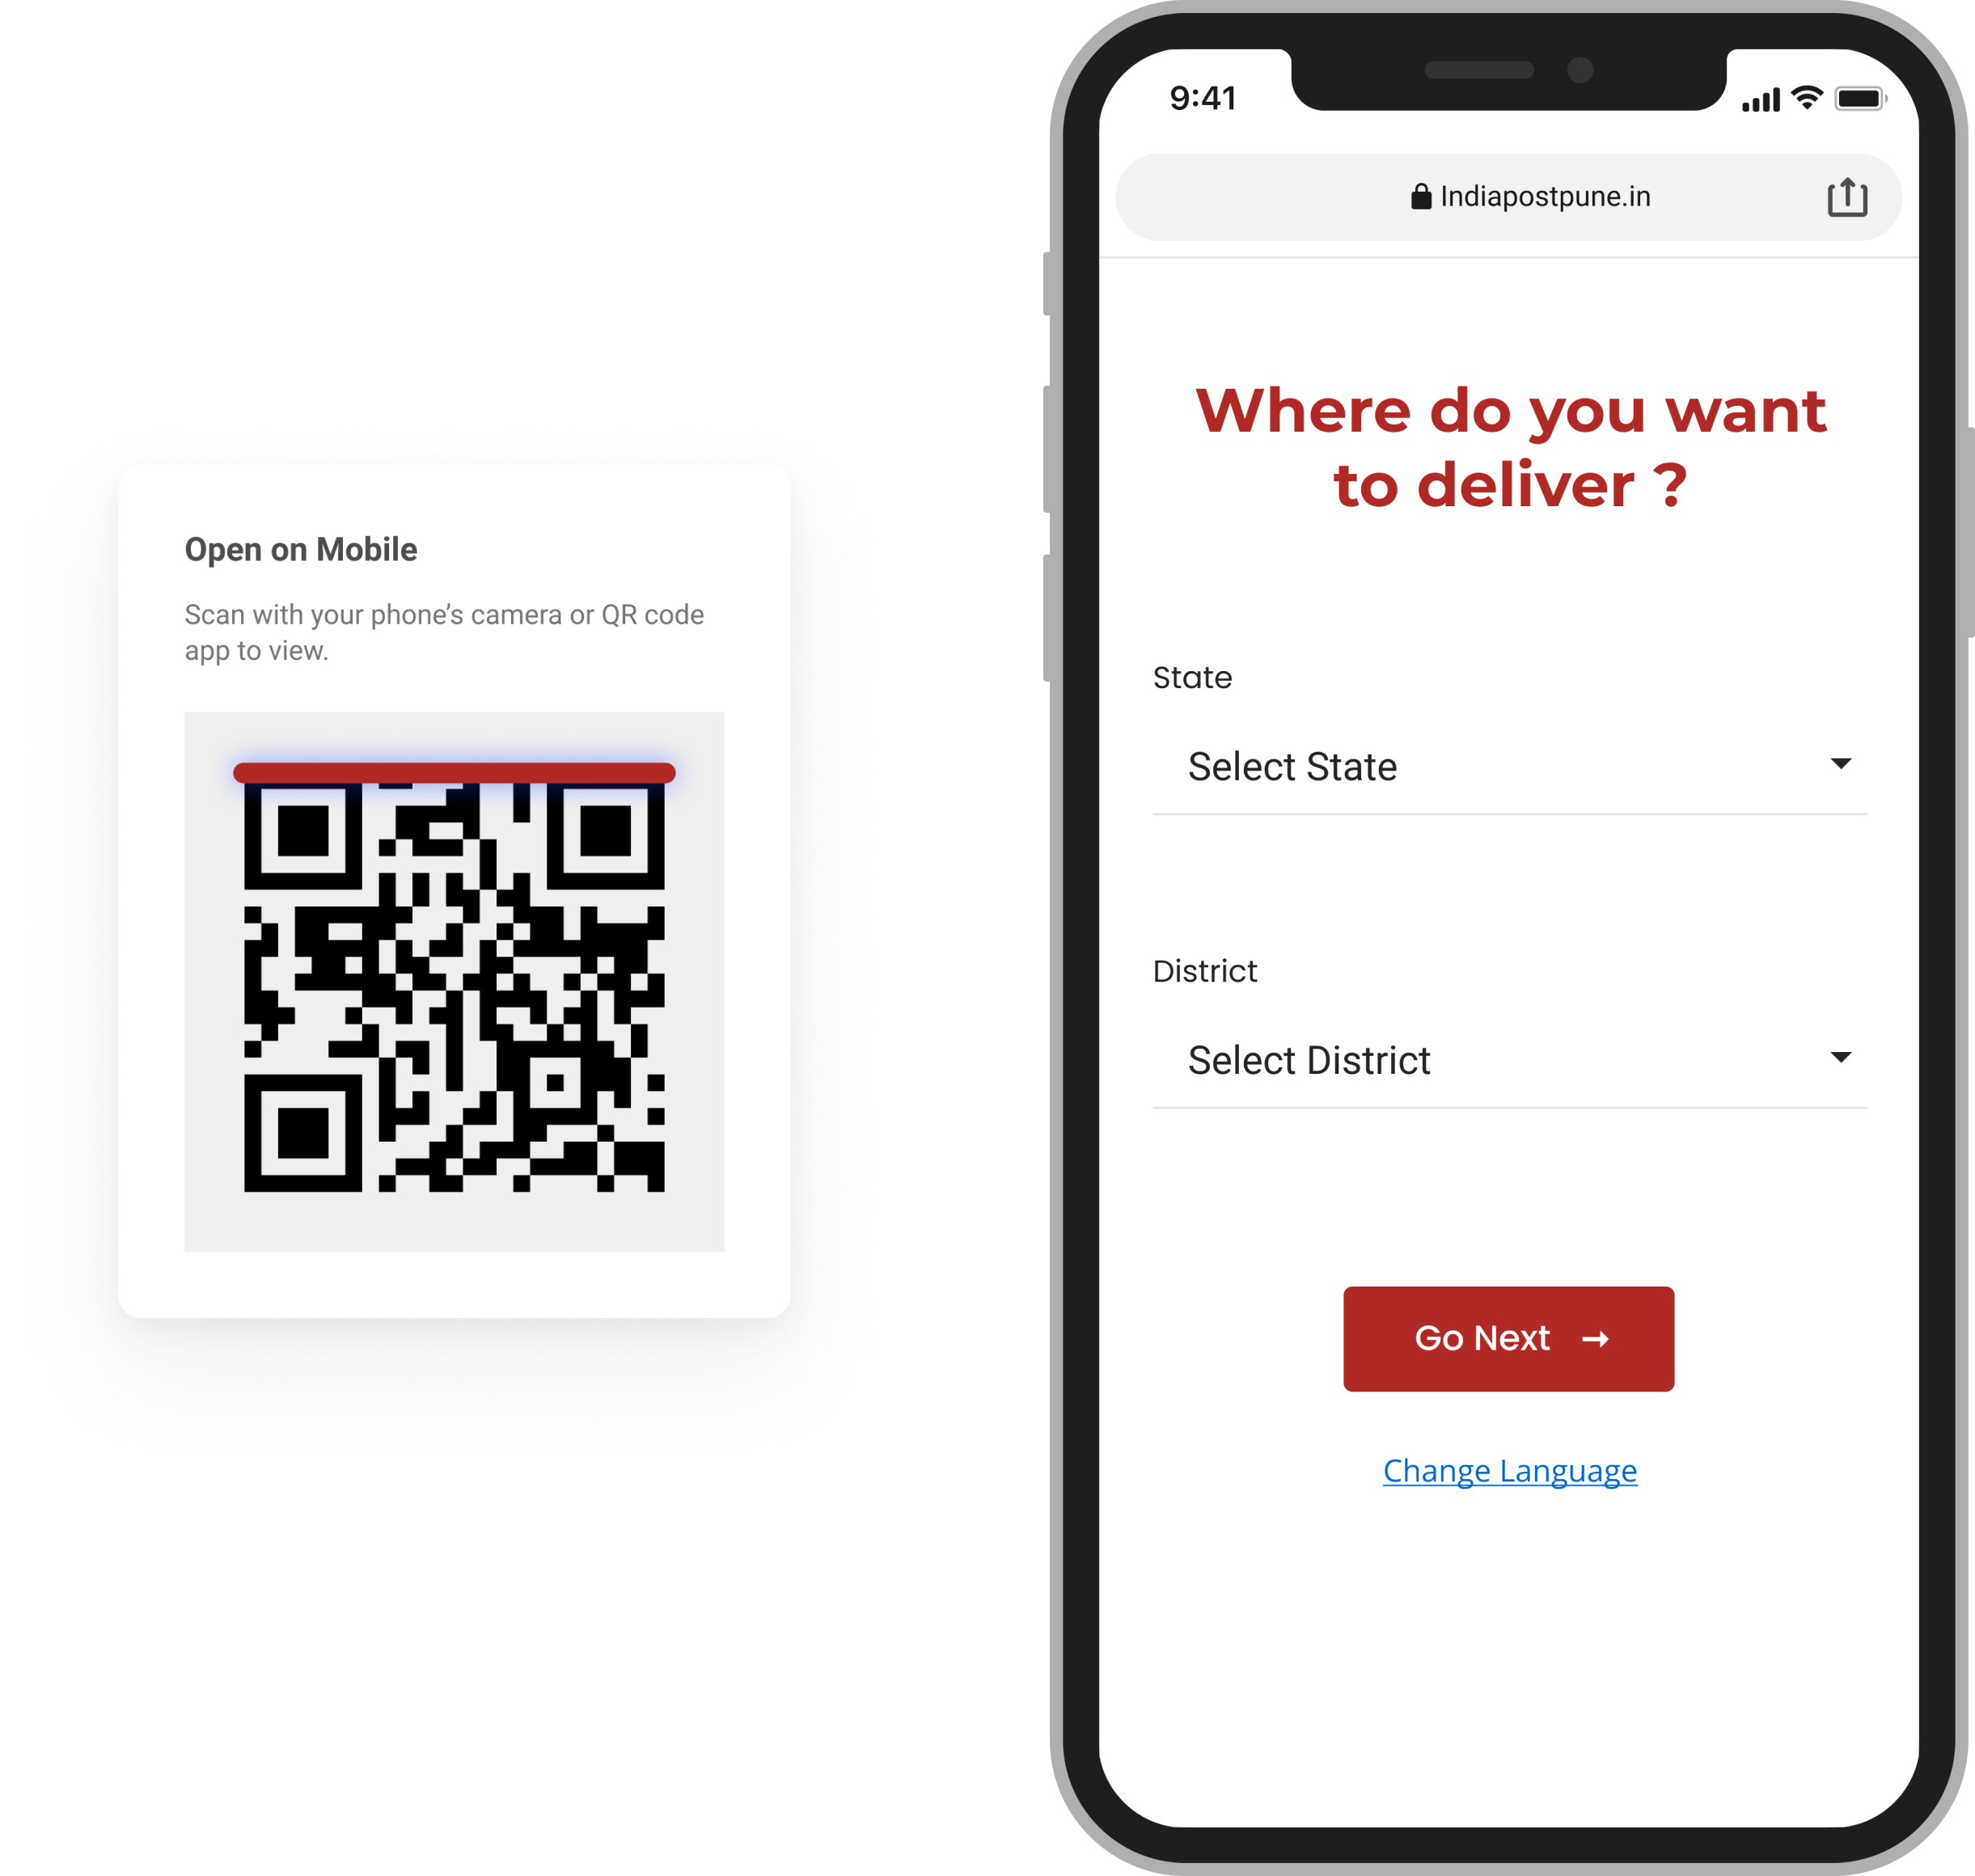 Open on Mobile
Scan with your phone’s camera or QR code
app to view.
9:41
Indiapostpune.in
Where do you want
to deliver ?
State
Select State
District
Select District
Go Next →
Change Language